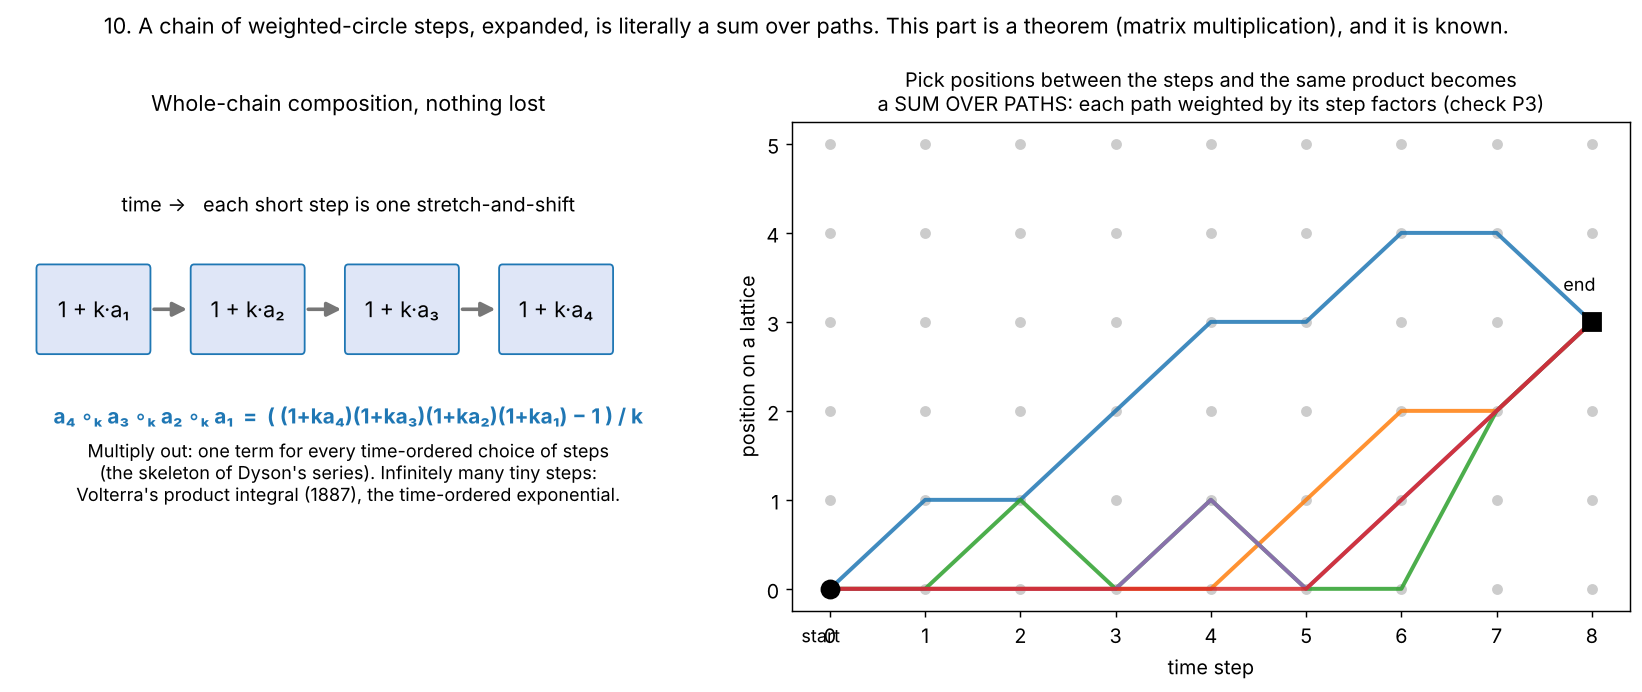 10. A chain of weighted-circle steps, expanded, is literally a sum over paths. This part is a theorem (matrix multiplication), and it is known.
Whole-chain composition, nothing lost
time → each short step is one stretch-and-shift
1 + k·a₁
1 + k·a₂
1 + k·a₃
1 + k·a₄
a₄ ∘ₖ a₃ ∘ₖ a₂ ∘ₖ a₁ = ( (1+ka₄)(1+ka₃)(1+ka₂)(1+ka₁) − 1 ) / k
Multiply out: one term for every time-ordered choice of steps
(the skeleton of Dyson's series). Infinitely many tiny steps:
Volterra's product integral (1887), the time-ordered exponential.
Pick positions between the steps and the same product becomes
a SUM OVER PATHS: each path weighted by its step factors (check P3)
position on a lattice
5
4
3
2
1
0
end
start
0 1 2 3 4 5 6 7 8
time step